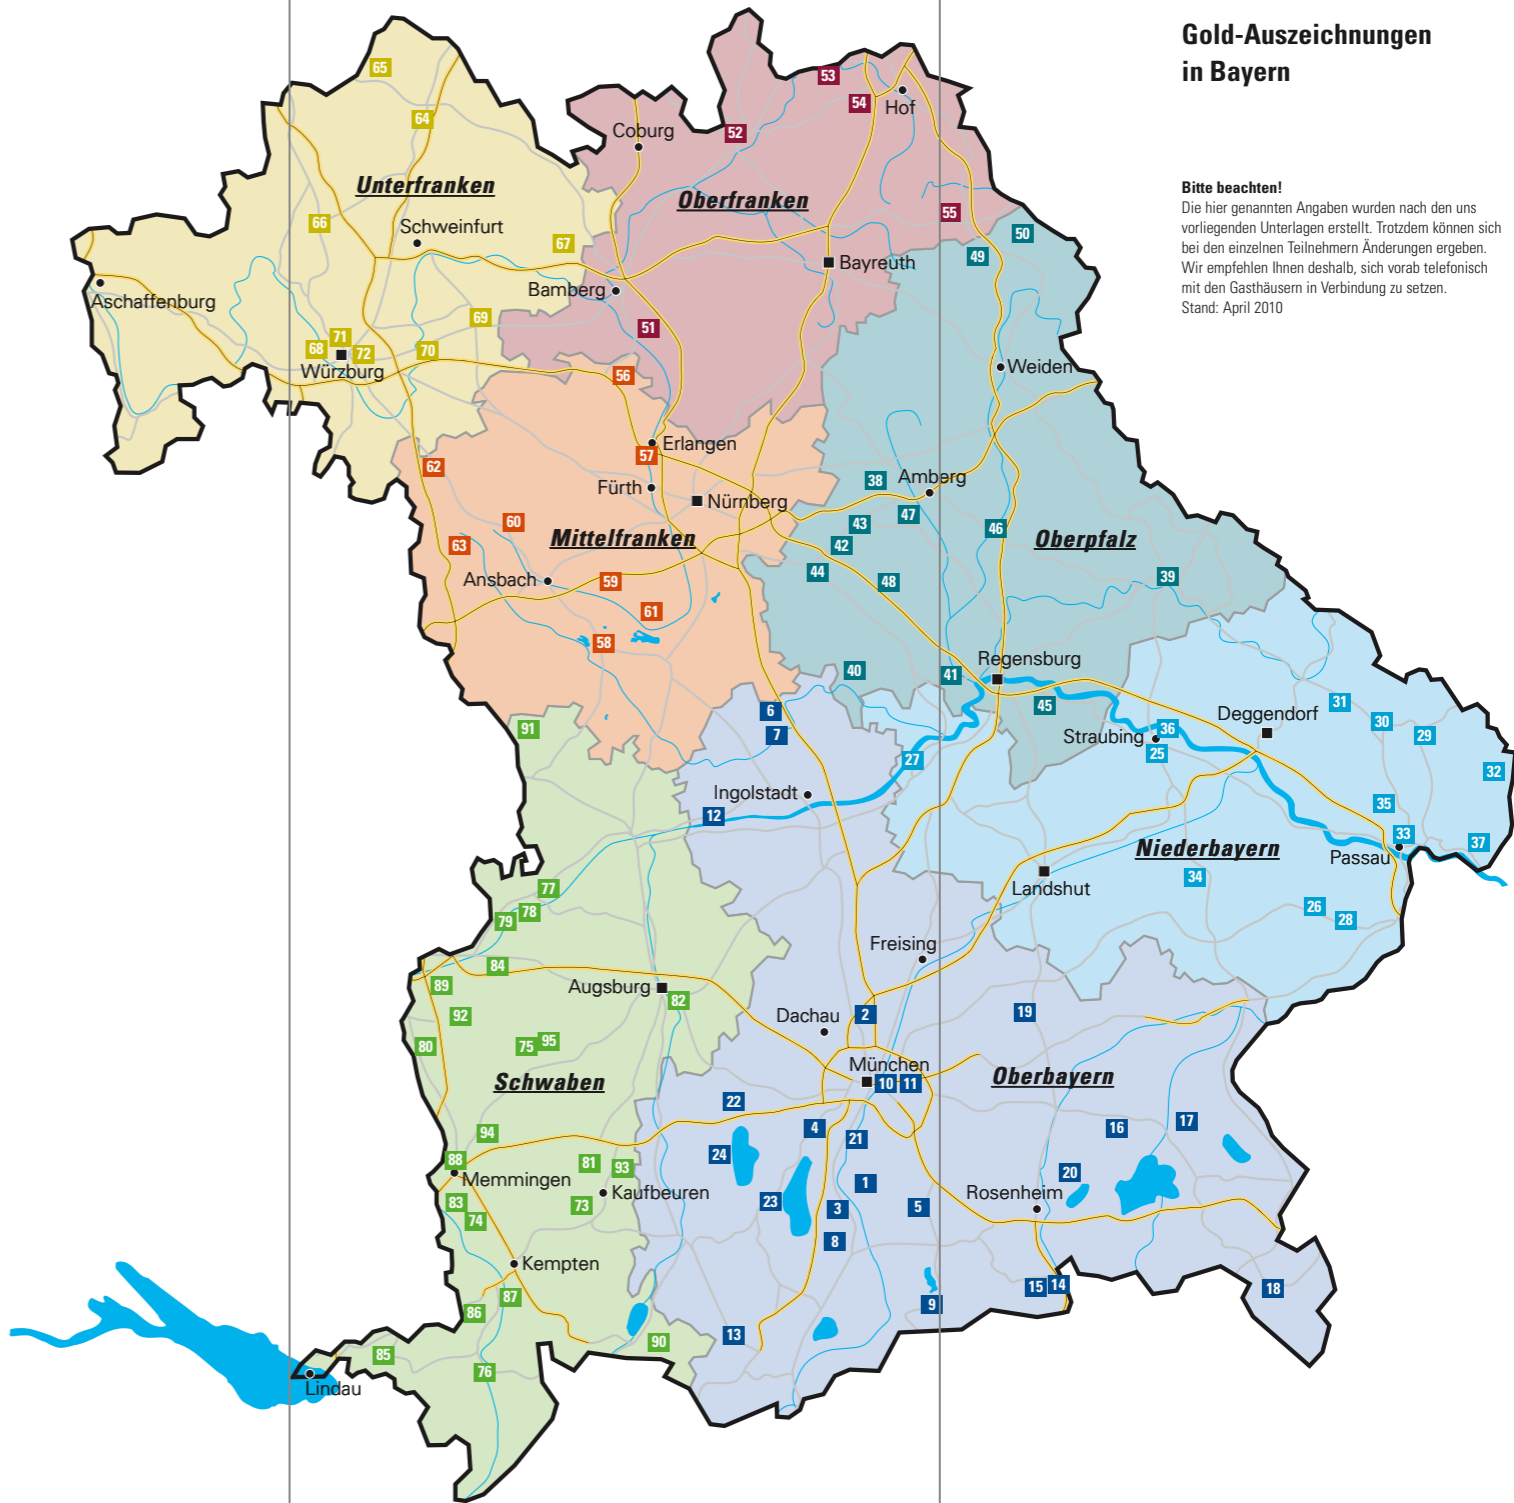 Gold-Auszeichnungen
in Bayern
Bitte beachten!
Die hier genannten Angaben wurden nach den uns
vorliegenden Unterlagen erstellt. Trotzdem können sich
bei den einzelnen Teilnehmern Änderungen ergeben.
Wir empfehlen Ihnen deshalb, sich vorab telefonisch
mit den Gasthäusern in Verbindung zu setzen.
Stand: April 2010
65
64
Unterfranken
66
Schweinfurt
67
Aschaffenburg
69
71
68
72
70
Würzburg
53
54
Hof
Coburg
52
Oberfranken
55
Bayreuth
Bamberg
51
56
Erlangen
57
62
Fürth
Nürnberg
60
Mittelfranken
63
Ansbach
59
61
58
50
49
Weiden
38
Amberg
47
43
46
42
Oberpfalz
44
48
39
40
41
Regensburg
45
31
Deggendorf
30
36
29
Straubing
25
27
32
35
33
37
Niederbayern
Passau
34
Landshut
26
28
91
77
78
79
84
89
Augsburg
82
92
80
75
95
Schwaben
94
88
81
93
Memmingen
Kaufbeuren
83
73
74
Kempten
87
86
90
85
76
Lindau
6
7
Ingolstadt
12
Freising
Dachau
2
19
München
10
11
Oberbayern
22
4
21
16
17
24
1
20
23
3
5
Rosenheim
8
15
14
18
9
13